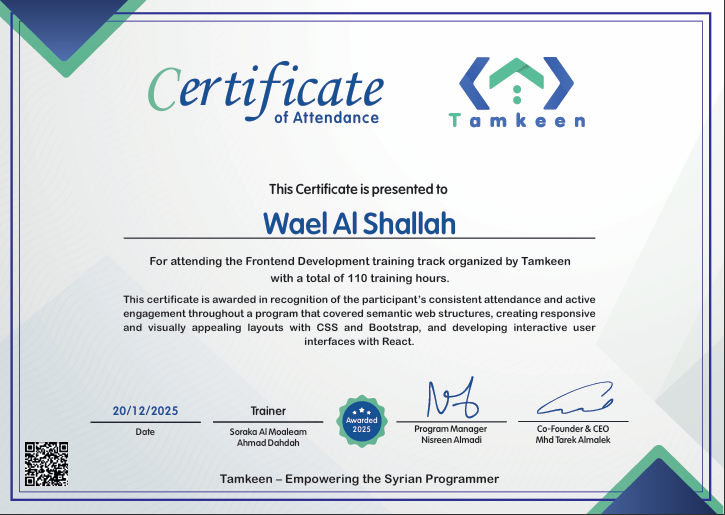 Certificate
of Attendance
Tamkeen
This Certificate is presented to
Wael Al Shallah
For attending the Frontend Development training track organized by Tamkeen
with a total of 110 training hours.
This certificate is awarded in recognition of the participant's consistent attendance and active
engagement throughout a program that covered semantic web structures, creating responsive
and visually appealing layouts with CSS and Bootstrap, and developing interactive user
interfaces with React.
20/12/2025
Date
Trainer
Soraka Al Moaleam
Ahmad Dahdah
Awarded
2025
Program Manager
Nisreen Almadi
Co-Founder & CEO
Mhd Tarek Almalek
Tamkeen – Empowering the Syrian Programmer